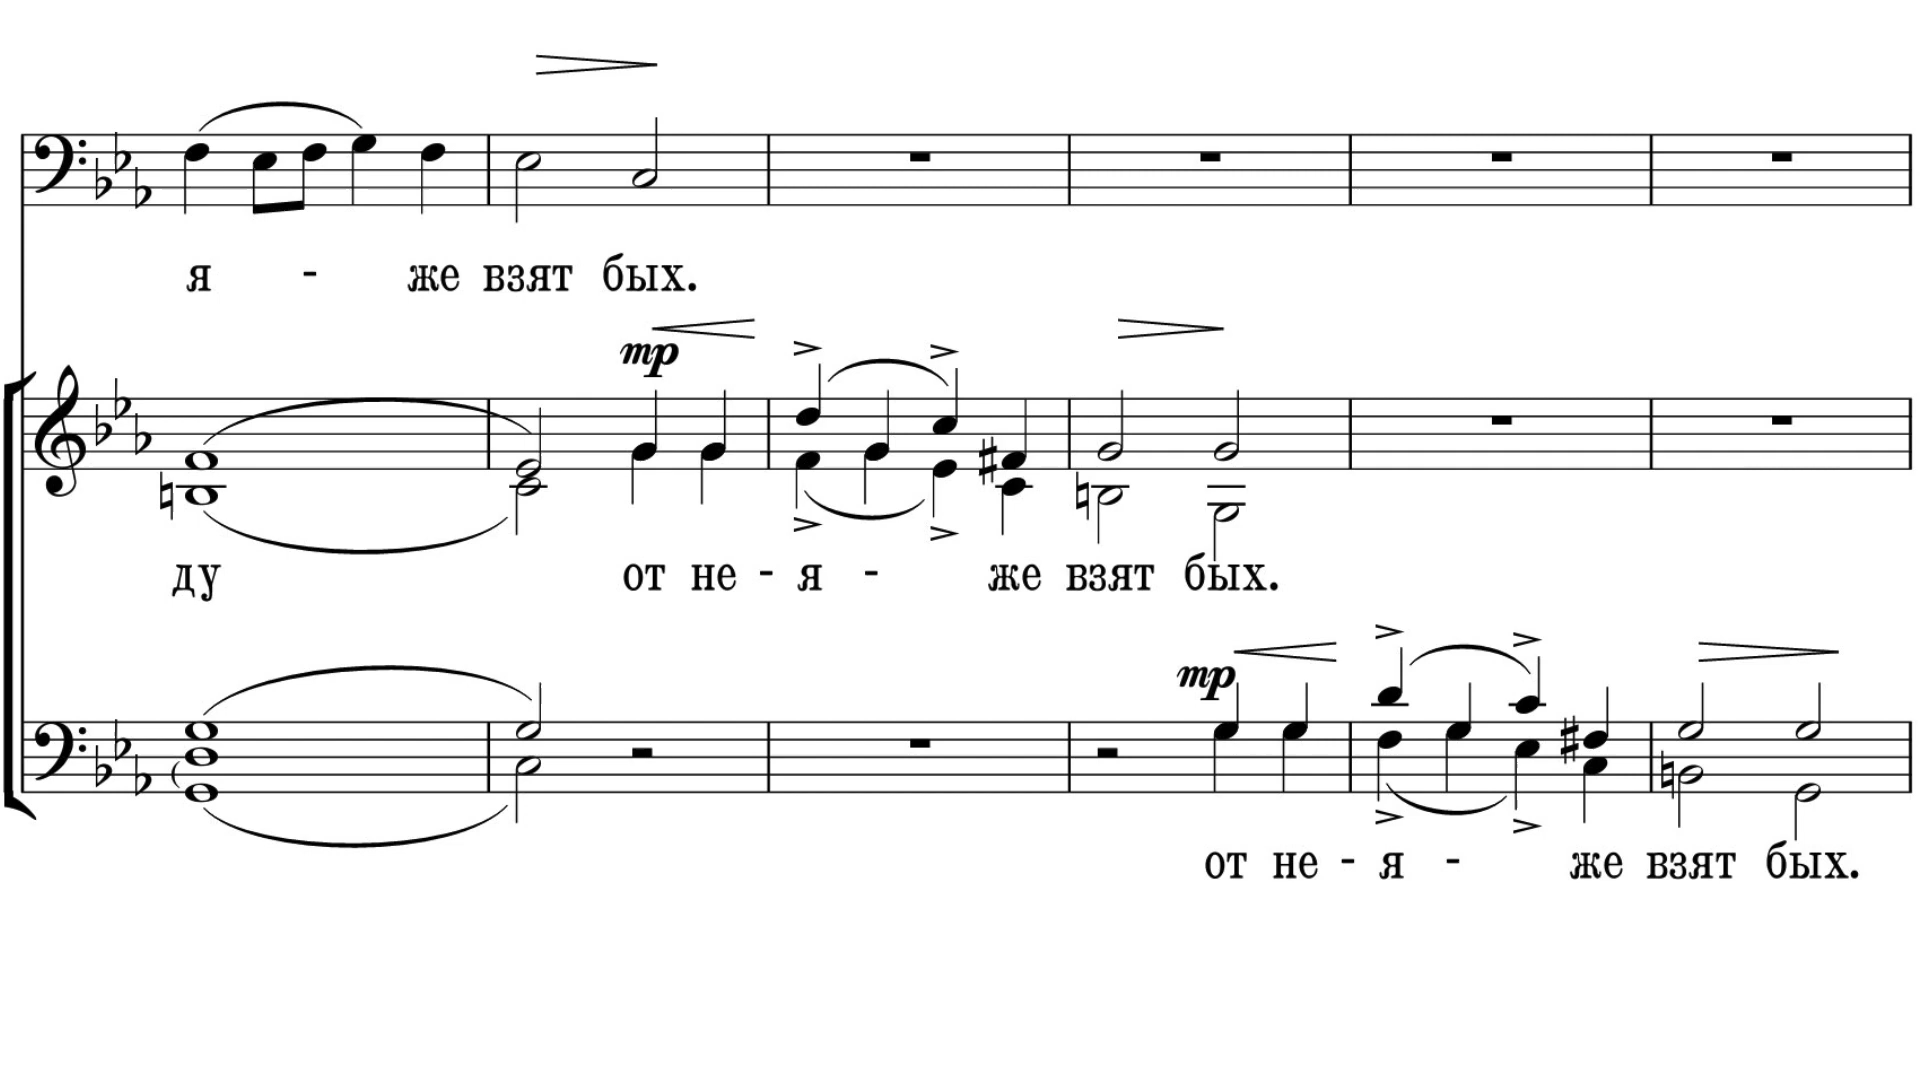 я - же взят бых.
mp
ду от не - я - же взят бых.
mp
от не - я - же взят бых.